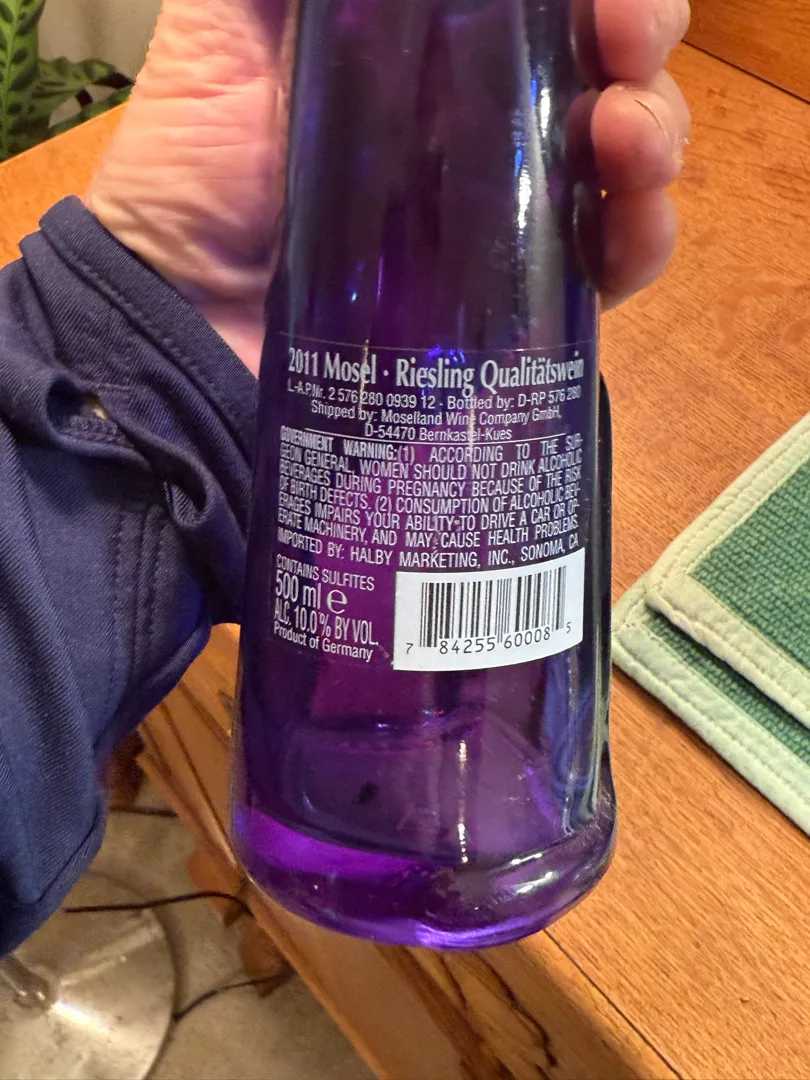 2011 Mosel · Riesling Qualitätswein
L-A.P.Nr. 2 576 280 0939 12 - Bottled by: D-RP 576 280
Shipped by: Moselland Wine Company GmbH,
D-54470 Bernkastel-Kues
GOVERNMENT WARNING:(1) ACCORDING TO THE SUR-
GEON GENERAL, WOMEN SHOULD NOT DRINK ALCOHOLIC
BEVERAGES DURING PREGNANCY BECAUSE OF THE RISK
OF BIRTH DEFECTS. (2) CONSUMPTION OF ALCOHOLIC BEV-
ERAGES IMPAIRS YOUR ABILITY TO DRIVE A CAR OR OP-
ERATE MACHINERY, AND MAY CAUSE HEALTH PROBLEMS.
IMPORTED BY: HALBY MARKETING, INC., SONOMA, CA
CONTAINS SULFITES
500 ml e
ALC. 10.0% BY VOL.
Product of Germany
7 84255 60008 5